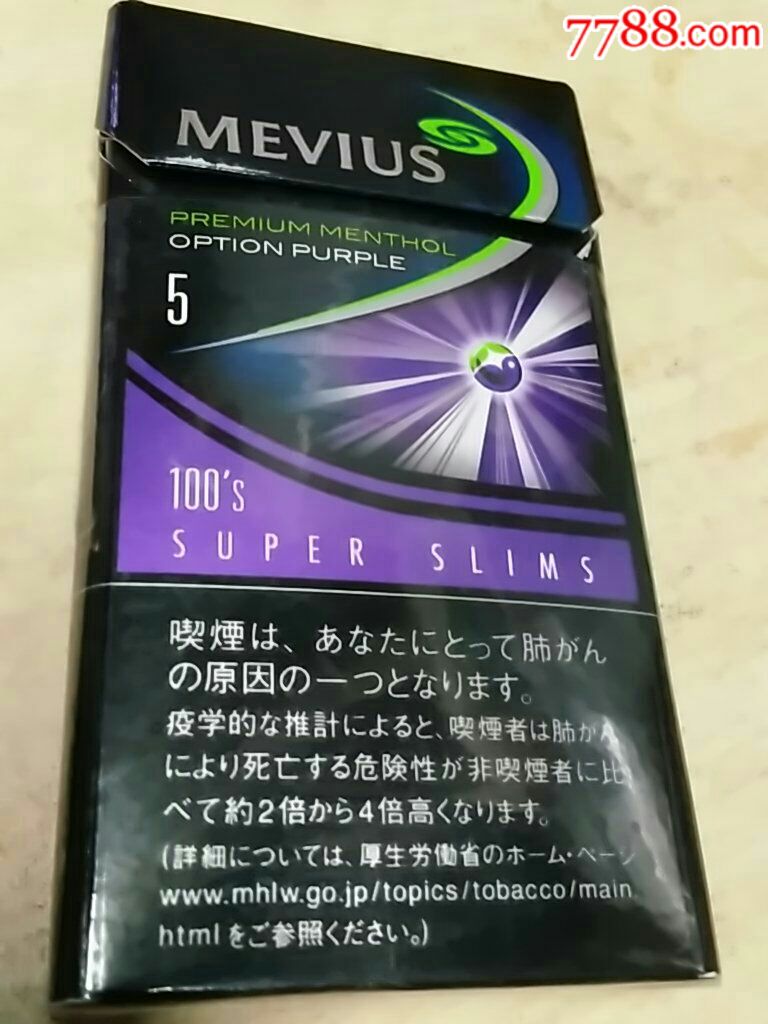 7788.com
MEVIUS
PREMIUM MENTHOL
OPTION PURPLE
5
100's
SUPER SLIMS
喫煙は、あなたにとって肺がん
の原因の一つとなります。
疫学的な推計によると、喫煙者は肺がん
により死亡する危険性が非喫煙者に比
べて約2倍から4倍高くなります。
(詳細については、厚生労働省のホーム・ページ
www.mhlw.go.jp/topics/tobacco/main.
htmlをご参照ください。)